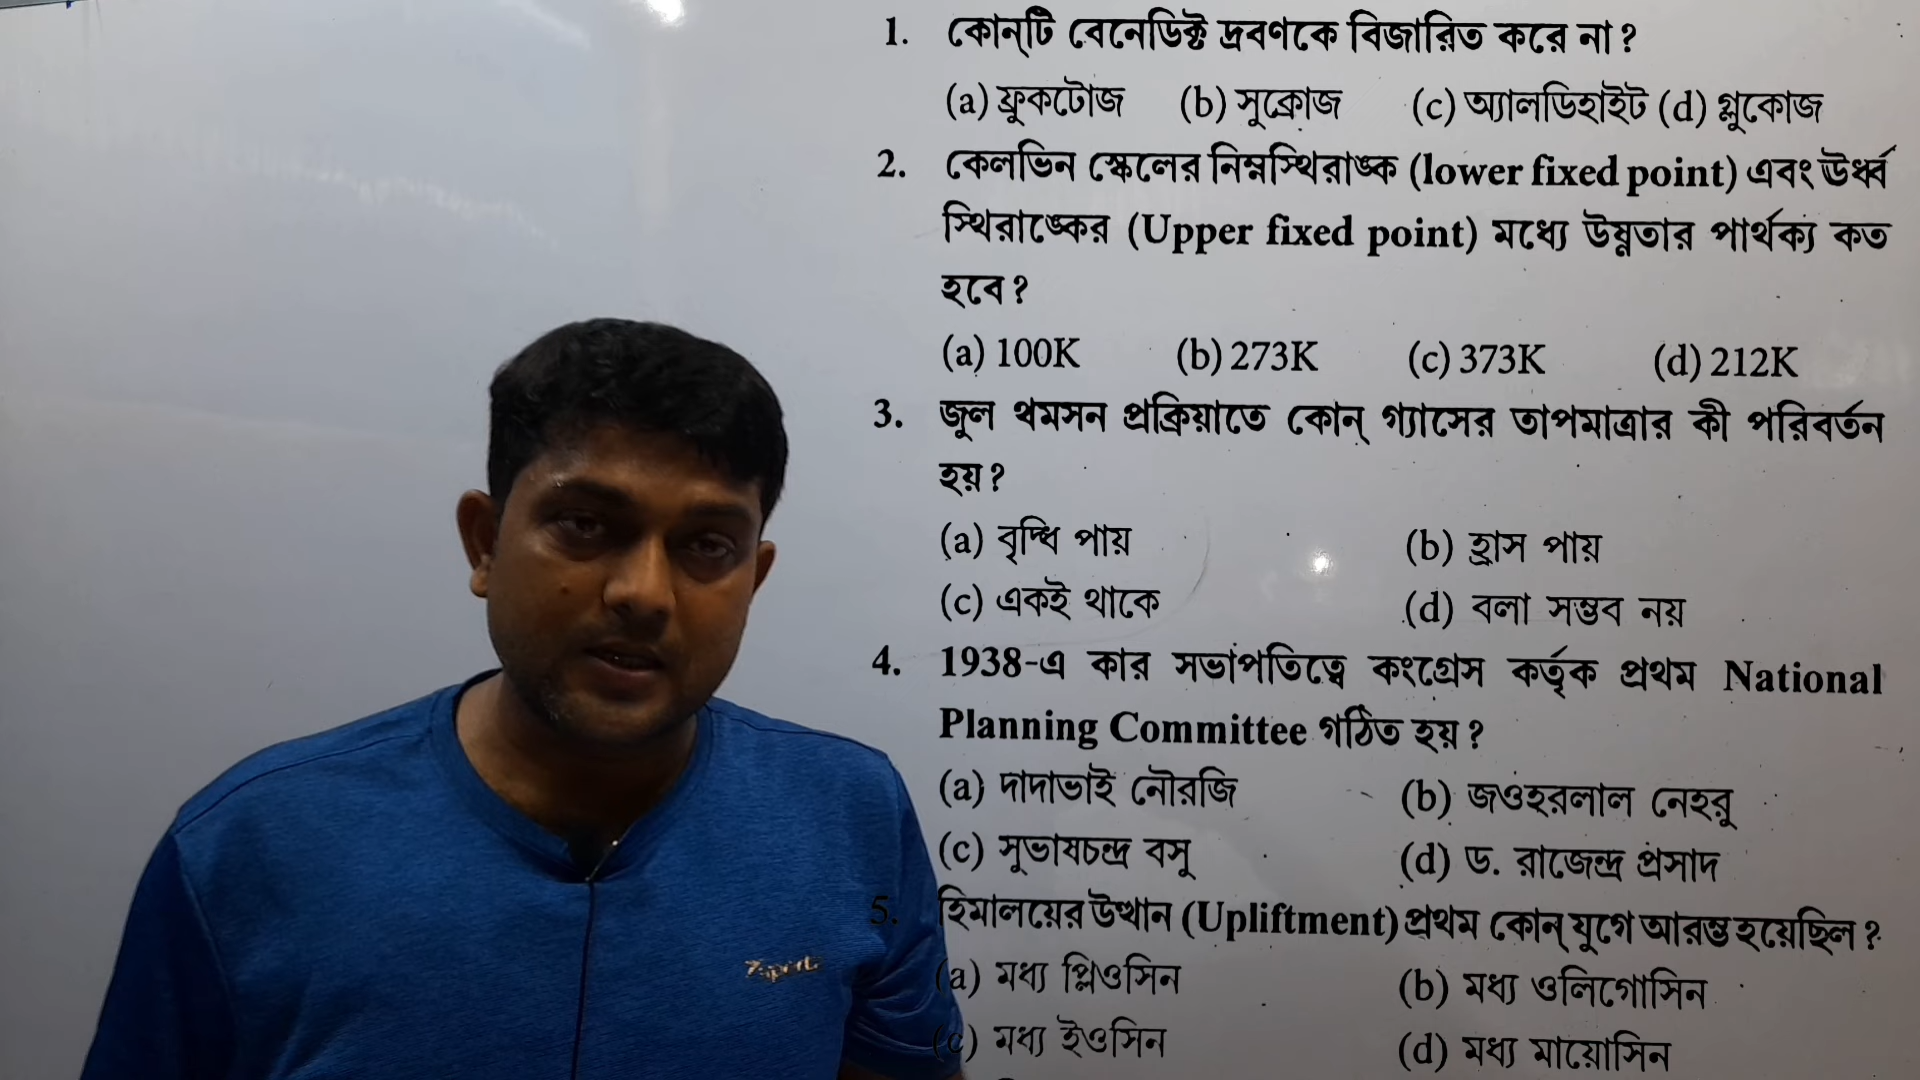 1. কোন্‌টি বেনেডিক্ট দ্রবণকে বিজারিত করে না ?
(a) ফ্রুকটোজ (b) সুক্রোজ (c) অ্যালডিহাইট (d) গ্লুকোজ
2. কেলভিন স্কেলের নিম্নস্থিরাঙ্ক (lower fixed point) এবং ঊর্ধ্ব
স্থিরাঙ্কের (Upper fixed point) মধ্যে উষ্ণতার পার্থক্য কত
হবে ?
(a) 100K (b) 273K (c) 373K (d) 212K
3. জুল থমসন প্রক্রিয়াতে কোন্ গ্যাসের তাপমাত্রার কী পরিবর্তন
হয় ?
(a) বৃদ্ধি পায় (b) হ্রাস পায়
(c) একই থাকে (d) বলা সম্ভব নয়
4. 1938-এ কার সভাপতিত্বে কংগ্রেস কর্তৃক প্রথম National
Planning Committee গঠিত হয় ?
(a) দাদাভাই নৌরজি (b) জওহরলাল নেহরু
(c) সুভাষচন্দ্র বসু (d) ড. রাজেন্দ্র প্রসাদ
5. হিমালয়ের উত্থান (Upliftment) প্রথম কোন্ যুগে আরম্ভ হয়েছিল ?
(a) মধ্য প্লিওসিন (b) মধ্য ওলিগোসিন
(c) মধ্য ইওসিন (d) মধ্য মায়োসিন